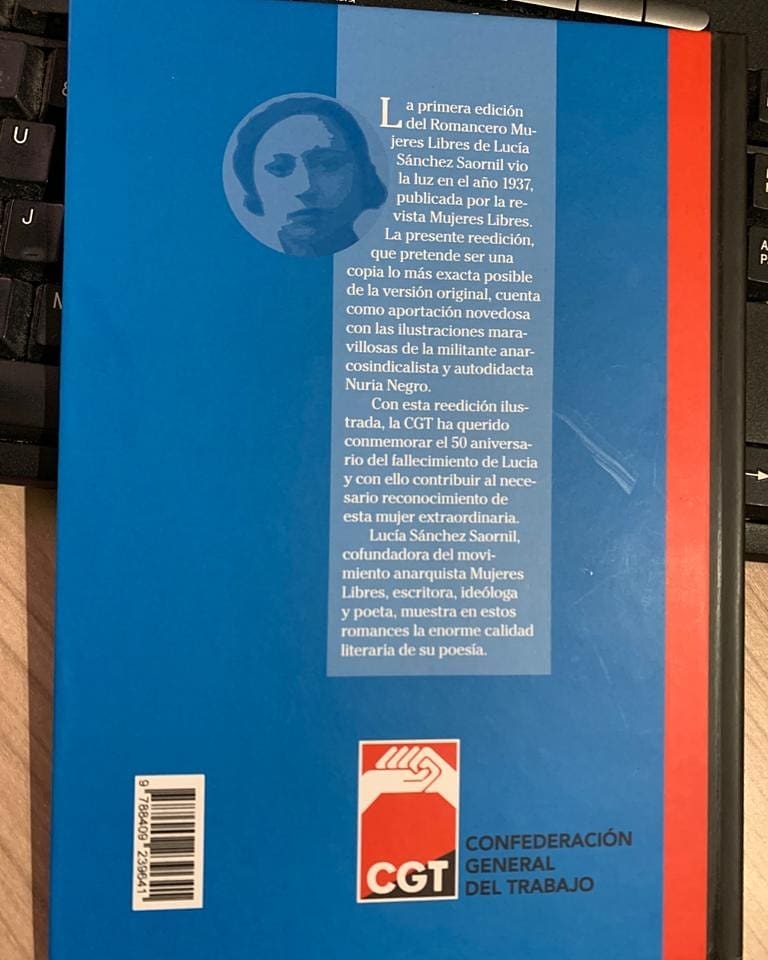 La primera edición
del Romancero Mu-
jeres Libres de Lucía
Sánchez Saornil vio
la luz en el año 1937,
publicada por la re-
vista Mujeres Libres.
La presente reedición,
que pretende ser una
copia lo más exacta posible
de la versión original, cuenta
como aportación novedosa
con las ilustraciones mara-
villosas de la militante anar-
cosindicalista y autodidacta
Nuria Negro.
Con esta reedición ilus-
trada, la CGT ha querido
conmemorar el 50 aniversa-
rio del fallecimiento de Lucia
y con ello contribuir al nece-
sario reconocimiento de
esta mujer extraordinaria.
Lucía Sánchez Saornil,
cofundadora del movi-
miento anarquista Mujeres
Libres, escritora, ideóloga
y poeta, muestra en estos
romances la enorme calidad
literaria de su poesía.
CGT
CONFEDERACIÓN
GENERAL
DEL TRABAJO
9 788409 239641
U
J